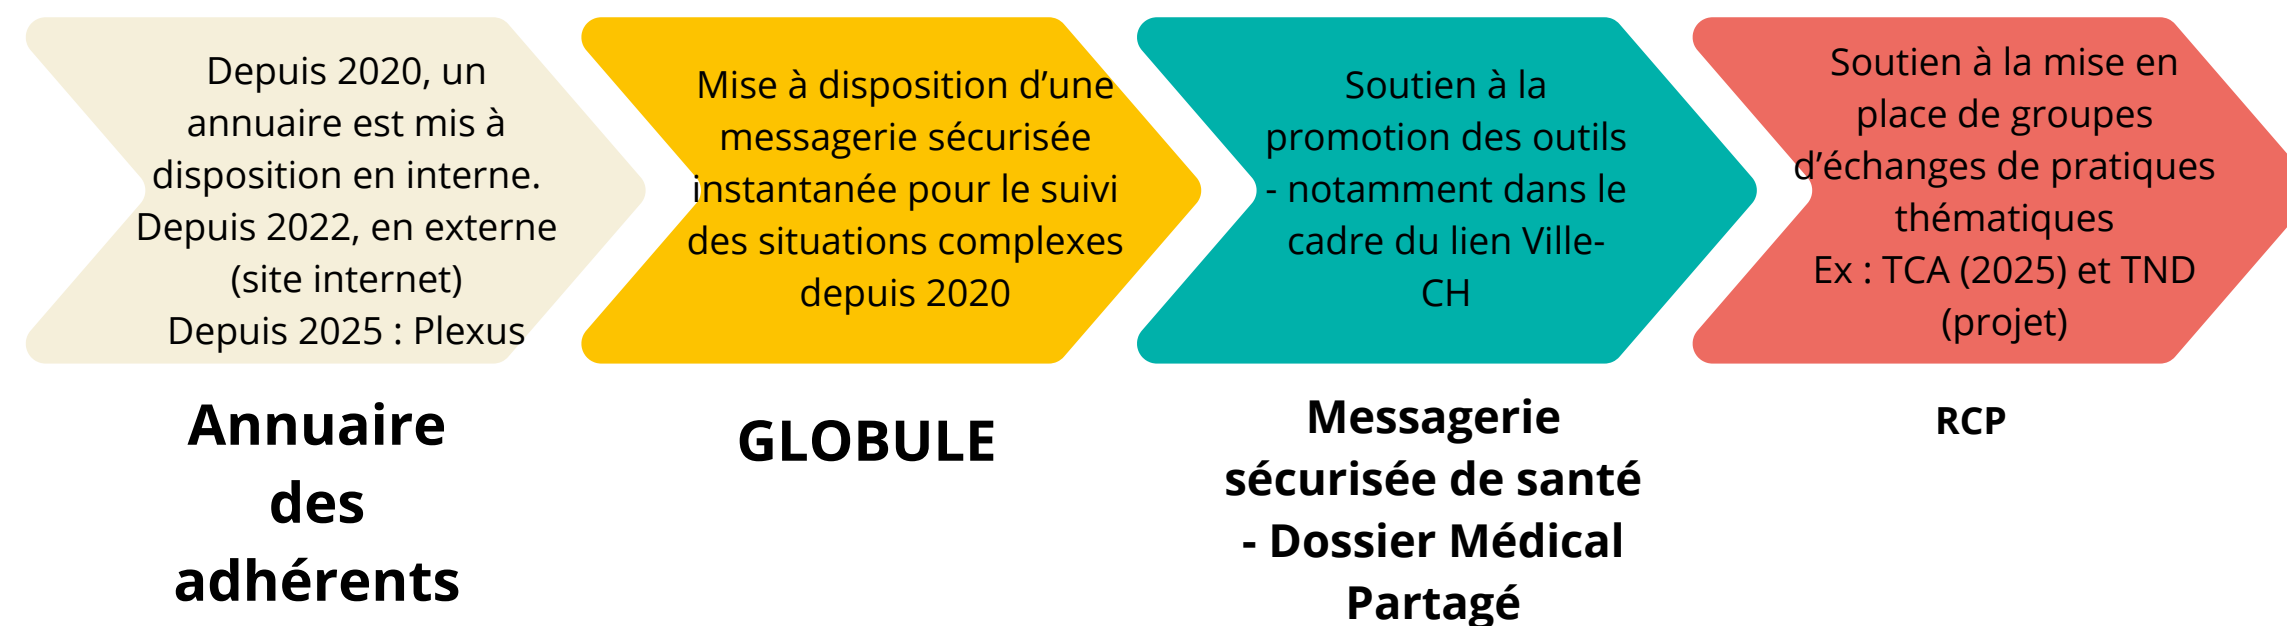 Depuis 2020, un
annuaire est mis à
disposition en interne.
Depuis 2022, en externe
(site internet)
Depuis 2025 : Plexus
Annuaire
des
adhérents
Mise à disposition d’une
messagerie sécurisée
instantanée pour le suivi
des situations complexes
depuis 2020
GLOBULE
Soutien à la
promotion des outils
- notamment dans le
cadre du lien Ville-
CH
Messagerie
sécurisée de santé
- Dossier Médical
Partagé
Soutien à la mise en
place de groupes
d’échanges de pratiques
thématiques
Ex : TCA (2025) et TND
(projet)
RCP